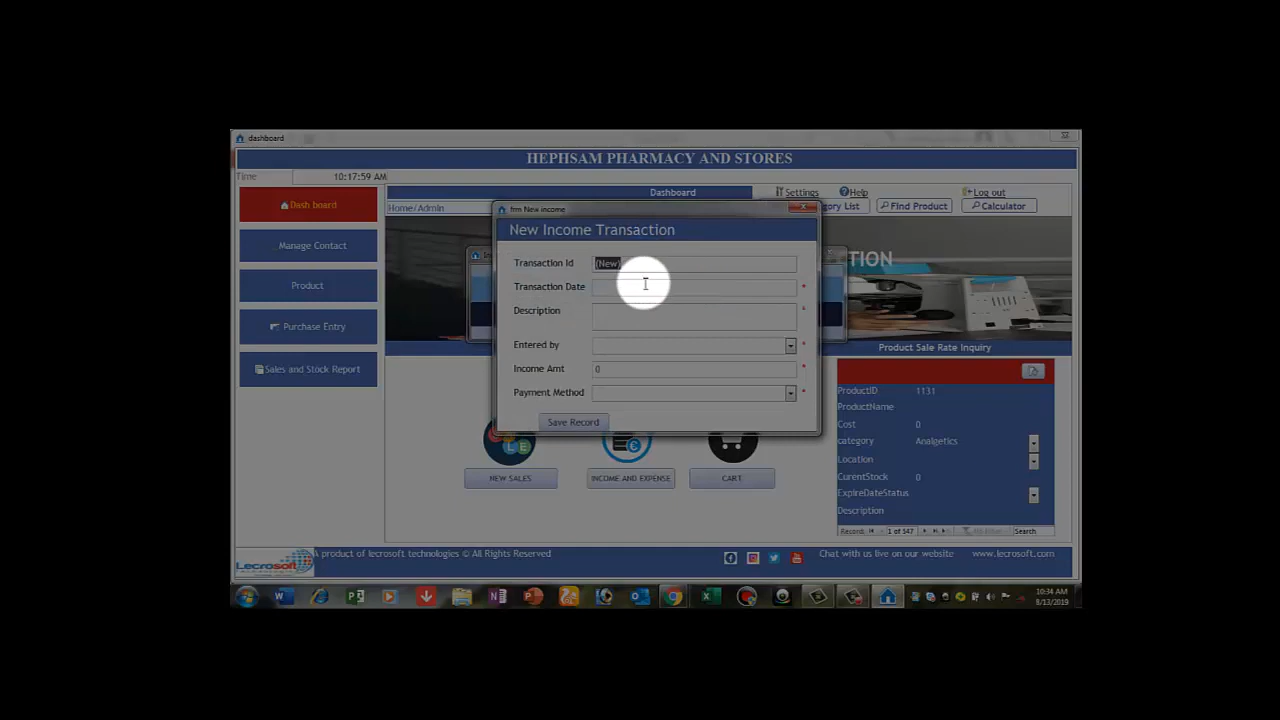 dashboard
HEPHSAM PHARMACY AND STORES
Time 10:17:59 AM
Dash board
Manage Contact
Product
Purchase Entry
Sales and Stock Report
Dashboard
Settings
Help
Log out
Home/Admin
gory List
Find Product
Calculator
TION
frm New income
New Income Transaction
Transaction Id (New)
Transaction Date *
Description *
Entered by *
Income Amt 0 *
Payment Method *
Save Record
Product Sale Rate Inquiry
ProductID 1131
ProductName
Cost 0
category Analgetics
Location
CurentStock 0
ExpireDateStatus
Description
Record: 1 of 547 Search
NEW SALES
INCOME AND EXPENSE
CART
Lecrosoft
A product of lecrosoft technologies © All Rights Reserved
Chat with us live on our website
www.lecrosoft.com
10:34 AM
8/13/2019